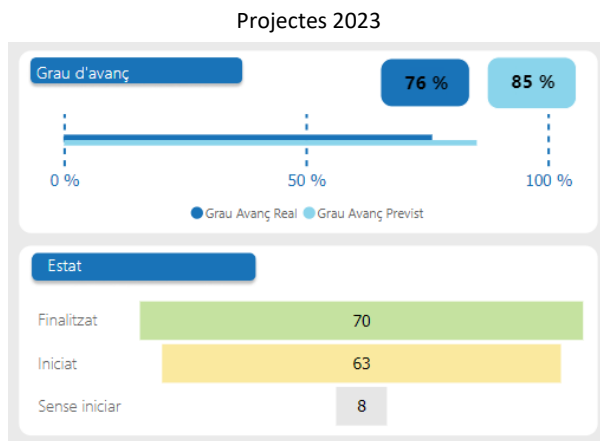 Projectes 2023
Grau d'avanç
76 %
85 %
0 %
50 %
100 %
Grau Avanç Real
Grau Avanç Previst
Estat
Finalitzat
70
Iniciat
63
Sense iniciar
8